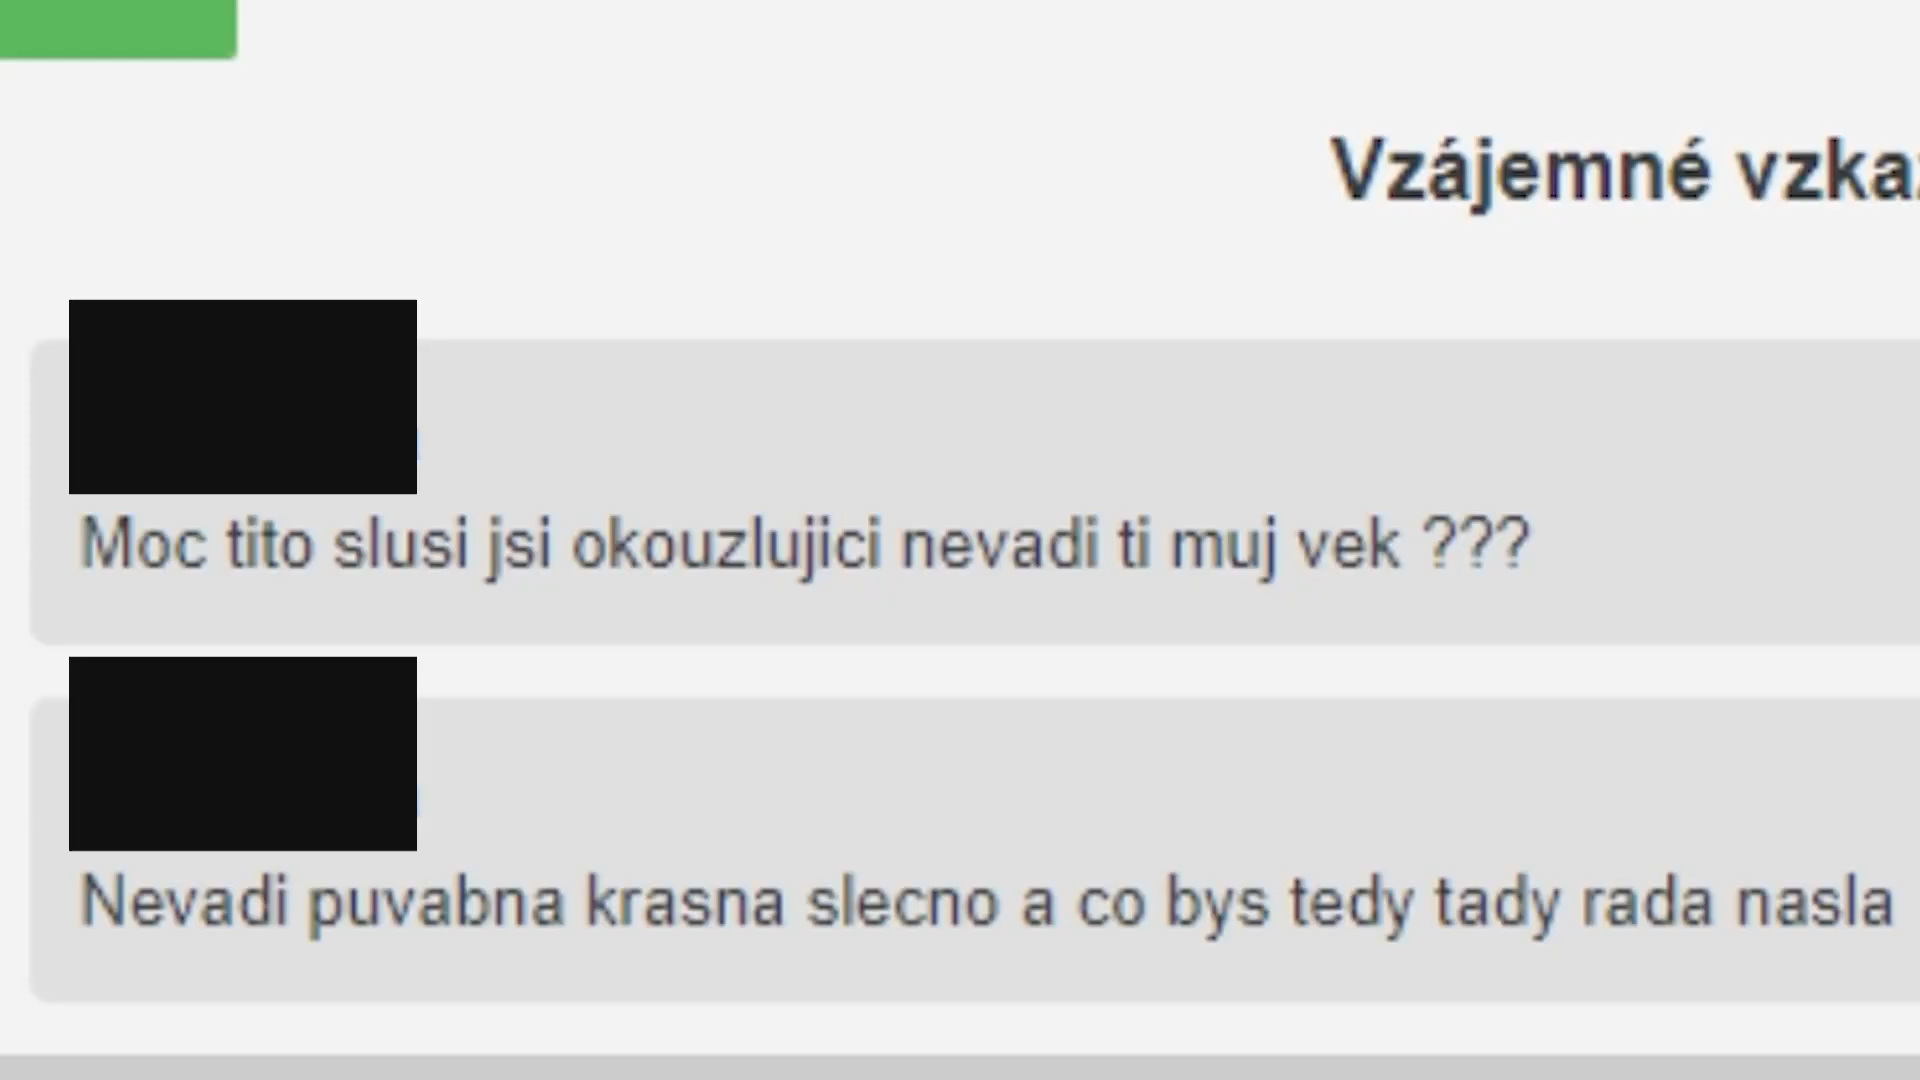 Vzájemné
Moc tito slusi jsi okouzlujici nevadi ti muj vek ???
Nevadi puvabna krasna slecno a co bys tedy tady rada nasla